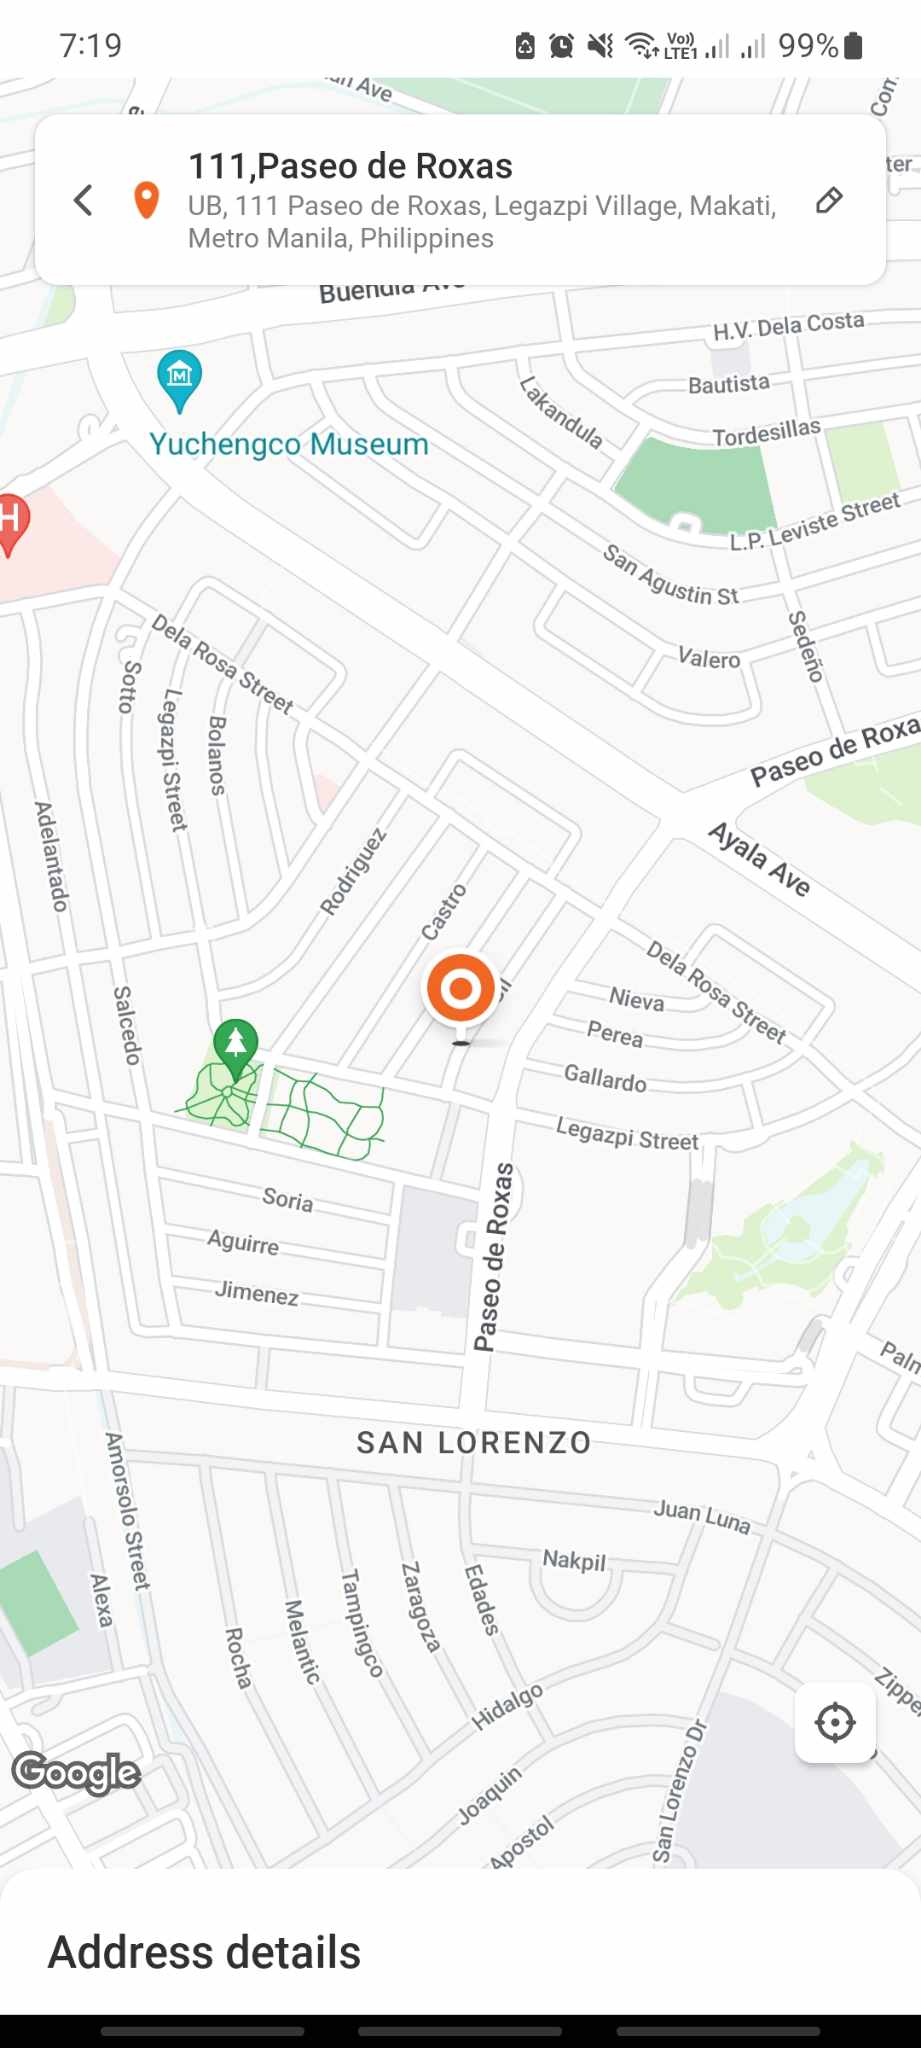 7:19
Vo))
LTE1
99%
111,Paseo de Roxas
UB, 111 Paseo de Roxas, Legazpi Village, Makati,
Metro Manila, Philippines
Ave
Buendia Ave
H.V. Dela Costa
Bautista
Lakandula
Tordesillas
M
Yuchengco Museum
H
L.P. Leviste Street
San Agustin St
Sedeño
Valero
Dela Rosa Street
Sotto
Legazpi Street
Bolanos
Paseo de Roxa
Adelantado
Ayala Ave
Rodriguez
Castro
Dela Rosa Street
Nieva
Salcedo
Perea
Gallardo
Legazpi Street
Paseo de Roxas
Soria
Aguirre
Jimenez
SAN LORENZO
Amorsolo Street
Juan Luna
Nakpil
Alexa
Rocha
Melantic
Tampingco
Zaragoza
Edades
Hidalgo
Zippe
San Lorenzo Dr
Google
Joaquin
Apostol
Address details